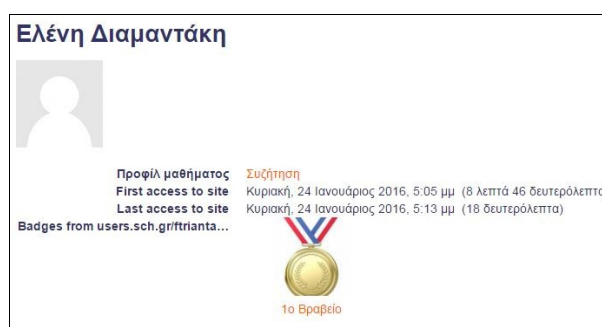 Ελένη Διαμαντάκη
Προφίλ μαθήματος Συζήτηση
First access to site Κυριακή, 24 Ιανουάριος 2016, 5:05 μμ (8 λεπτά 46 δευτερόλεπτα
Last access to site Κυριακή, 24 Ιανουάριος 2016, 5:13 μμ (18 δευτερόλεπτα)
Badges from users.sch.gr/ftrianta...
1ο Βραβείο